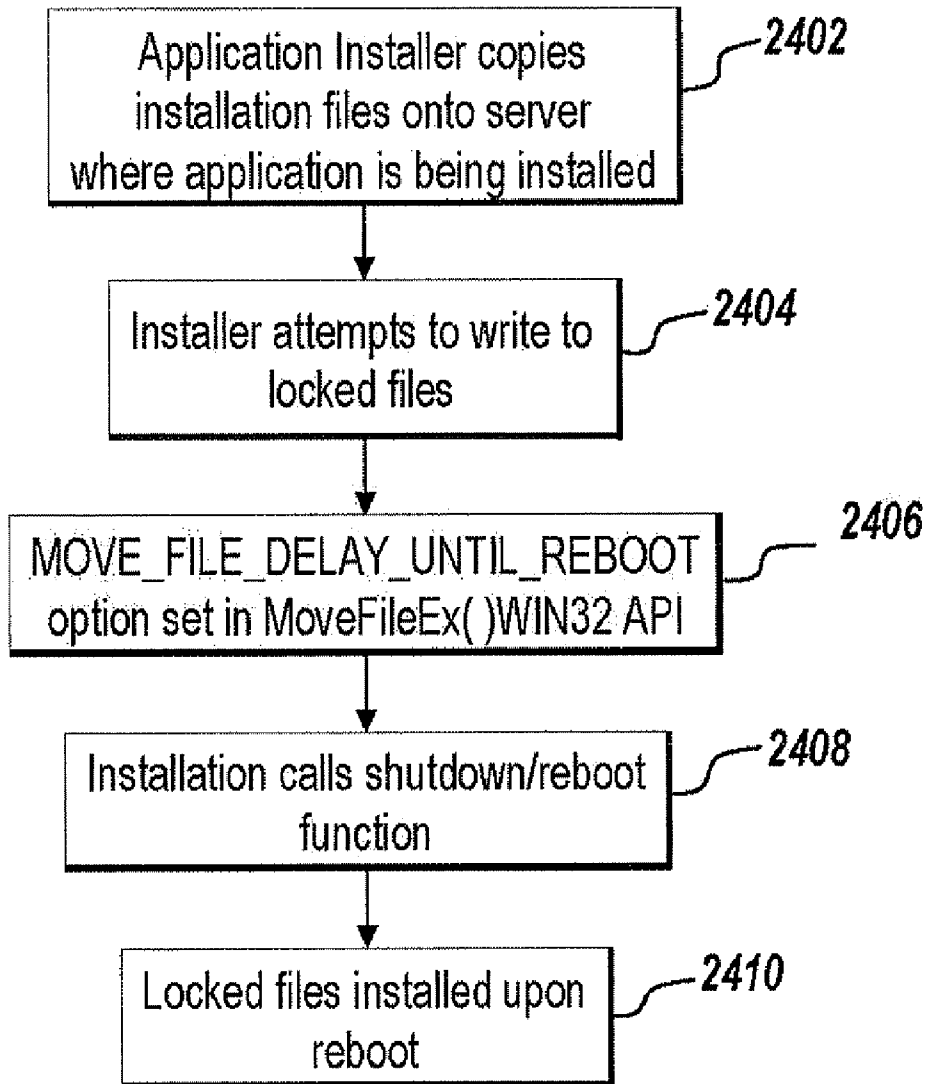 Application Installer copies
installation files onto server
where application is being installed
2402
Installer attempts to write to
locked files
2404
MOVE_FILE_DELAY_UNTIL_REBOOT
option set in MoveFileEx( )WIN32 API
2406
Installation calls shutdown/reboot
function
2408
Locked files installed upon
reboot
2410